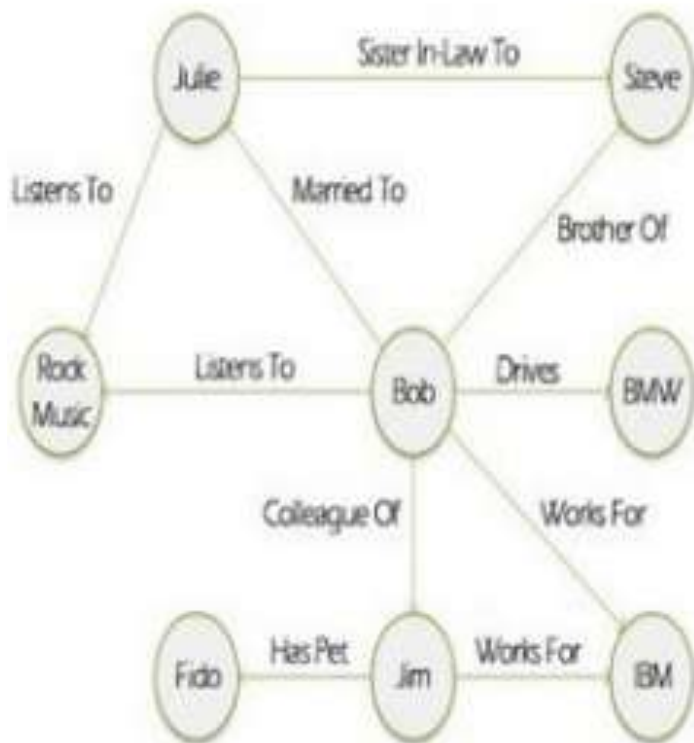 Sister In-Law To
Julie
Steve
Listens To
Married To
Brother Of
Rock
Music
Listens To
Bob
Drives
BMW
Colleague Of
Works For
Fido
Has Pet
Jim
Works For
IBM